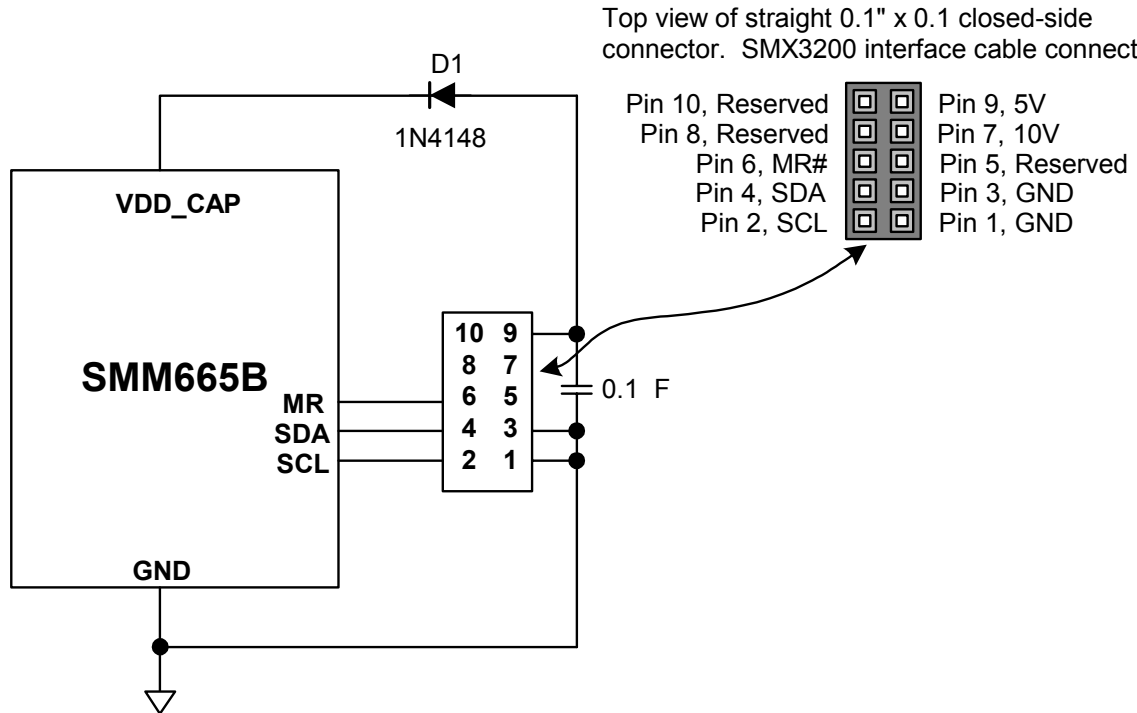 Top view of straight 0.1" x 0.1 closed-side
connector. SMX3200 interface cable connect
D1
1N4148
Pin 10, Reserved
Pin 9, 5V
Pin 8, Reserved
Pin 7, 10V
Pin 6, MR#
Pin 5, Reserved
Pin 4, SDA
Pin 3, GND
Pin 2, SCL
Pin 1, GND
VDD_CAP
SMM665B
MR
SDA
SCL
GND
10 9
8 7
6 5
4 3
2 1
0.1 F